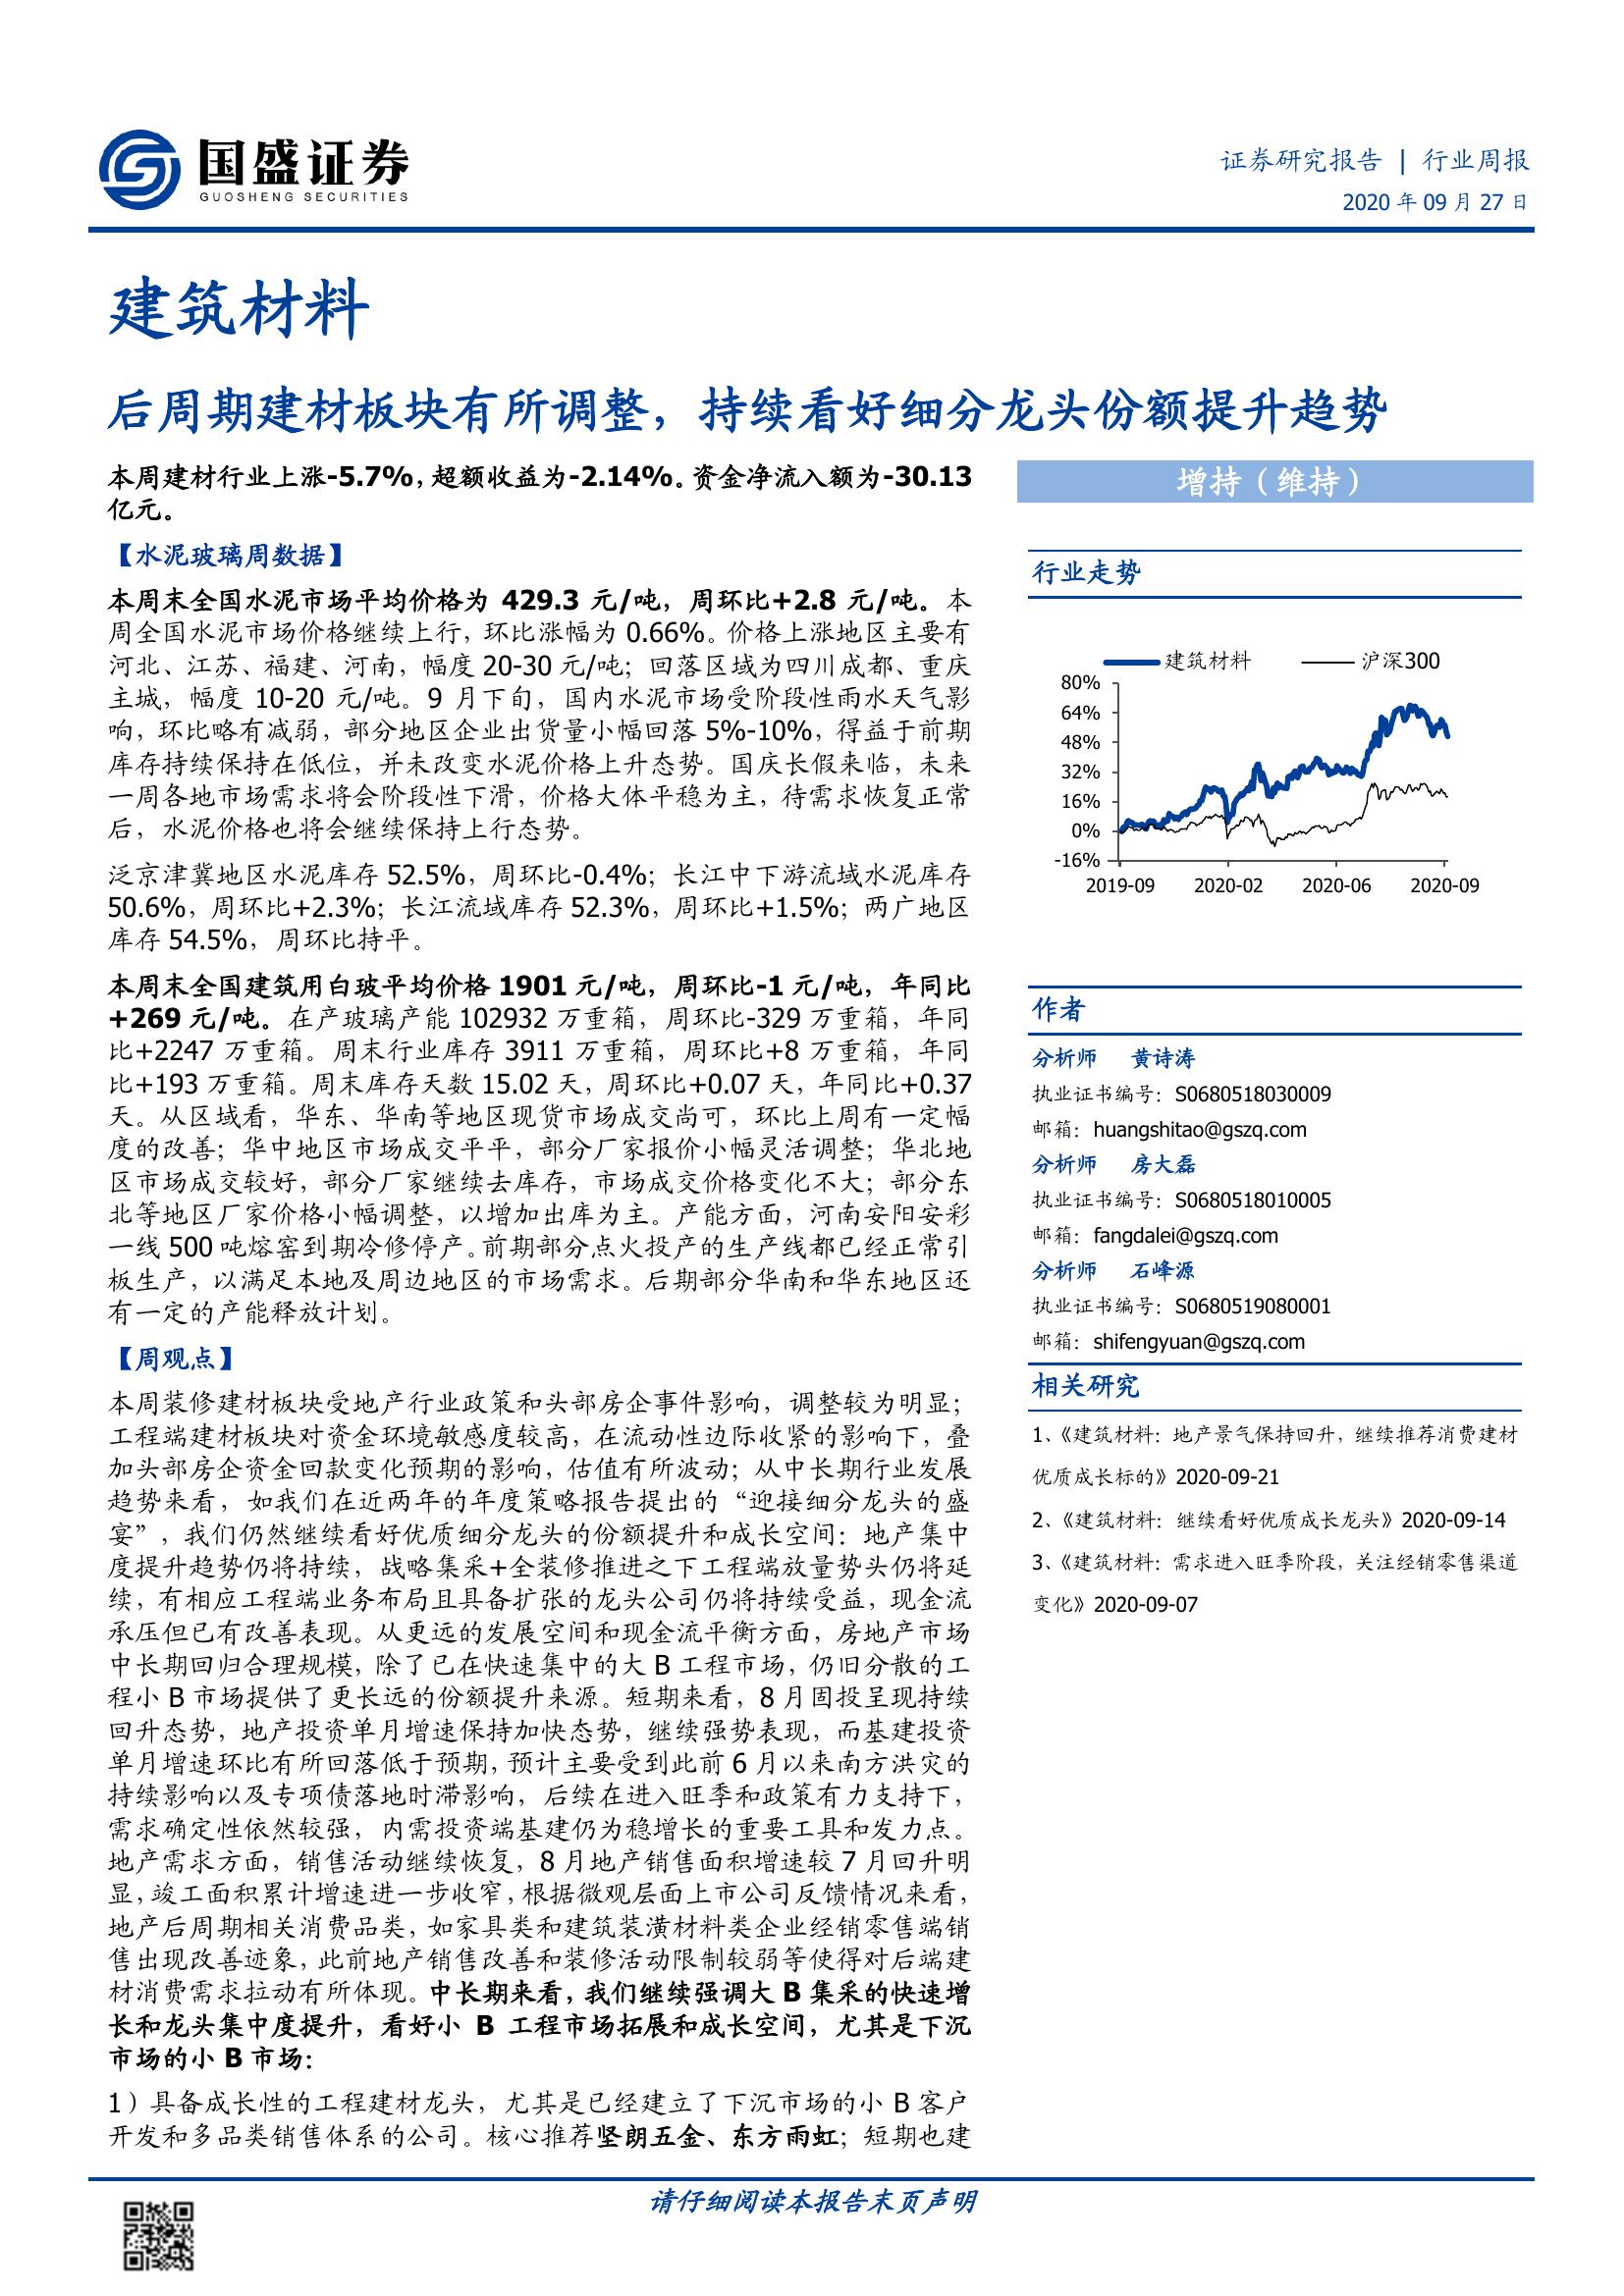 国盛证券
GUOSHENG SECURITIES
证券研究报告 | 行业周报
2020 年 09 月 27 日
建筑材料
后周期建材板块有所调整，持续看好细分龙头份额提升趋势
本周建材行业上涨-5.7%，超额收益为-2.14%。资金净流入额为-30.13
亿元。
【水泥玻璃周数据】
本周末全国水泥市场平均价格为 429.3 元/吨，周环比+2.8 元/吨。本
周全国水泥市场价格继续上行，环比涨幅为 0.66%。价格上涨地区主要有
河北、江苏、福建、河南，幅度 20-30 元/吨；回落区域为四川成都、重庆
主城，幅度 10-20 元/吨。9 月下旬，国内水泥市场受阶段性雨水天气影
响，环比略有减弱，部分地区企业出货量小幅回落 5%-10%，得益于前期
库存持续保持在低位，并未改变水泥价格上升态势。国庆长假来临，未来
一周各地市场需求将会阶段性下滑，价格大体平稳为主，待需求恢复正常
后，水泥价格也将会继续保持上行态势。
泛京津冀地区水泥库存 52.5%，周环比-0.4%；长江中下游流域水泥库存
50.6%，周环比+2.3%；长江流域库存 52.3%，周环比+1.5%；两广地区
库存 54.5%，周环比持平。
本周末全国建筑用白玻平均价格 1901 元/吨，周环比-1 元/吨，年同比
+269 元/吨。在产玻璃产能 102932 万重箱，周环比-329 万重箱，年同
比+2247 万重箱。周末行业库存 3911 万重箱，周环比+8 万重箱，年同
比+193 万重箱。周末库存天数 15.02 天，周环比+0.07 天，年同比+0.37
天。从区域看，华东、华南等地区现货市场成交尚可，环比上周有一定幅
度的改善；华中地区市场成交平平，部分厂家报价小幅灵活调整；华北地
区市场成交较好，部分厂家继续去库存，市场成交价格变化不大；部分东
北等地区厂家价格小幅调整，以增加出库为主。产能方面，河南安阳安彩
一线 500 吨熔窑到期冷修停产。前期部分点火投产的生产线都已经正常引
板生产，以满足本地及周边地区的市场需求。后期部分华南和华东地区还
有一定的产能释放计划。
【周观点】
本周装修建材板块受地产行业政策和头部房企事件影响，调整较为明显；
工程端建材板块对资金环境敏感度较高，在流动性边际收紧的影响下，叠
加头部房企资金回款变化预期的影响，估值有所波动；从中长期行业发展
趋势来看，如我们在近两年的年度策略报告提出的“迎接细分龙头的盛
宴”，我们仍然继续看好优质细分龙头的份额提升和成长空间：地产集中
度提升趋势仍将持续，战略集采+全装修推进之下工程端放量势头仍将延
续，有相应工程端业务布局且具备扩张的龙头公司仍将持续受益，现金流
承压但已有改善表现。从更远的发展空间和现金流平衡方面，房地产市场
中长期回归合理规模，除了已在快速集中的大 B 工程市场，仍旧分散的工
程小 B 市场提供了更长远的份额提升来源。短期来看，8 月固投呈现持续
回升态势，地产投资单月增速保持加快态势，继续强势表现，而基建投资
单月增速环比有所回落低于预期，预计主要受到此前 6 月以来南方洪灾的
持续影响以及专项债落地时滞影响，后续在进入旺季和政策有力支持下，
需求确定性依然较强，内需投资端基建仍为稳增长的重要工具和发力点。
地产需求方面，销售活动继续恢复，8 月地产销售面积增速较 7 月回升明
显，竣工面积累计增速进一步收窄，根据微观层面上市公司反馈情况来看，
地产后周期相关消费品类，如家具类和建筑装潢材料类企业经销零售端销
售出现改善迹象，此前地产销售改善和装修活动限制较弱等使得对后端建
材消费需求拉动有所体现。中长期来看，我们继续强调大 B 集采的快速增
长和龙头集中度提升，看好小 B 工程市场拓展和成长空间，尤其是下沉
市场的小 B 市场：
1）具备成长性的工程建材龙头，尤其是已经建立了下沉市场的小 B 客户
开发和多品类销售体系的公司。核心推荐坚朗五金、东方雨虹；短期也建
增持（维持）
行业走势
建筑材料 沪深300
80%
64%
48%
32%
16%
0%
-16%
2019-09 2020-02 2020-06 2020-09
作者
分析师 黄诗涛
执业证书编号：S0680518030009
邮箱：huangshitao@gszq.com
分析师 房大磊
执业证书编号：S0680518010005
邮箱：fangdalei@gszq.com
分析师 石峰源
执业证书编号：S0680519080001
邮箱：shifengyuan@gszq.com
相关研究
1、《建筑材料：地产景气保持回升，继续推荐消费建材
优质成长标的》2020-09-21
2、《建筑材料：继续看好优质成长龙头》2020-09-14
3、《建筑材料：需求进入旺季阶段，关注经销零售渠道
变化》2020-09-07
请仔细阅读本报告末页声明